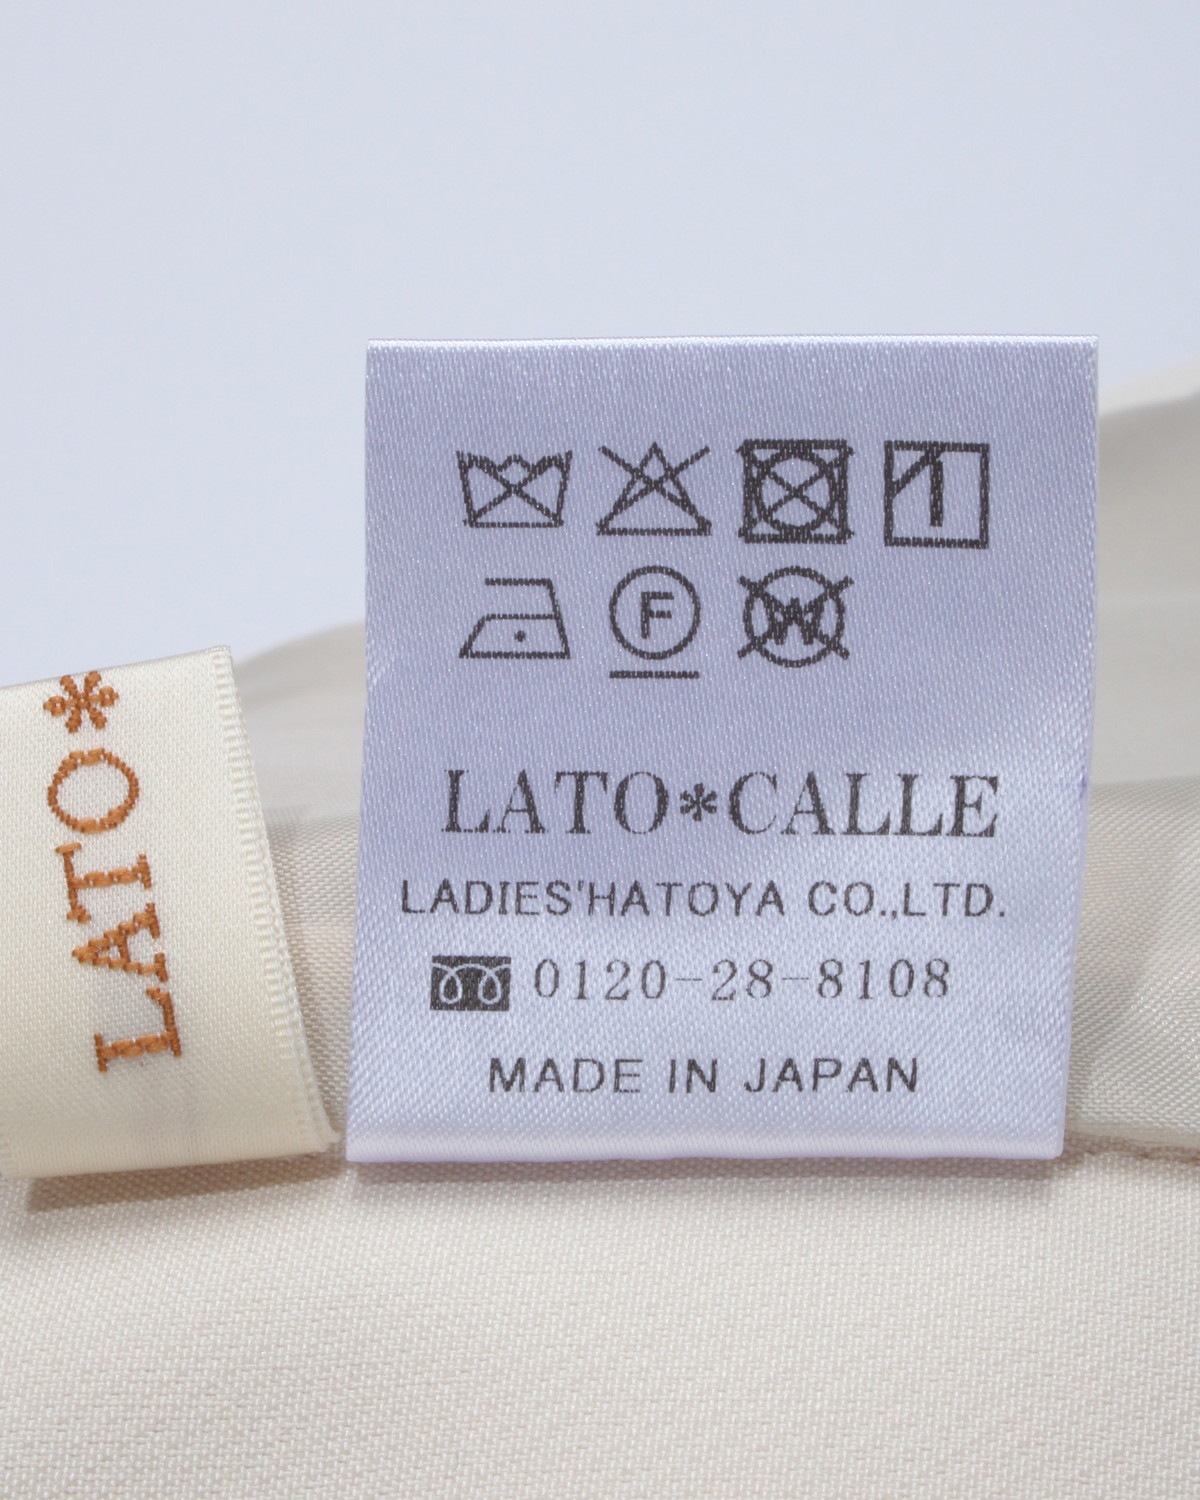 LATO*
F
W
LATO*CALLE
LADIES'HATOYA CO.,LTD.
0120-28-8108
MADE IN JAPAN